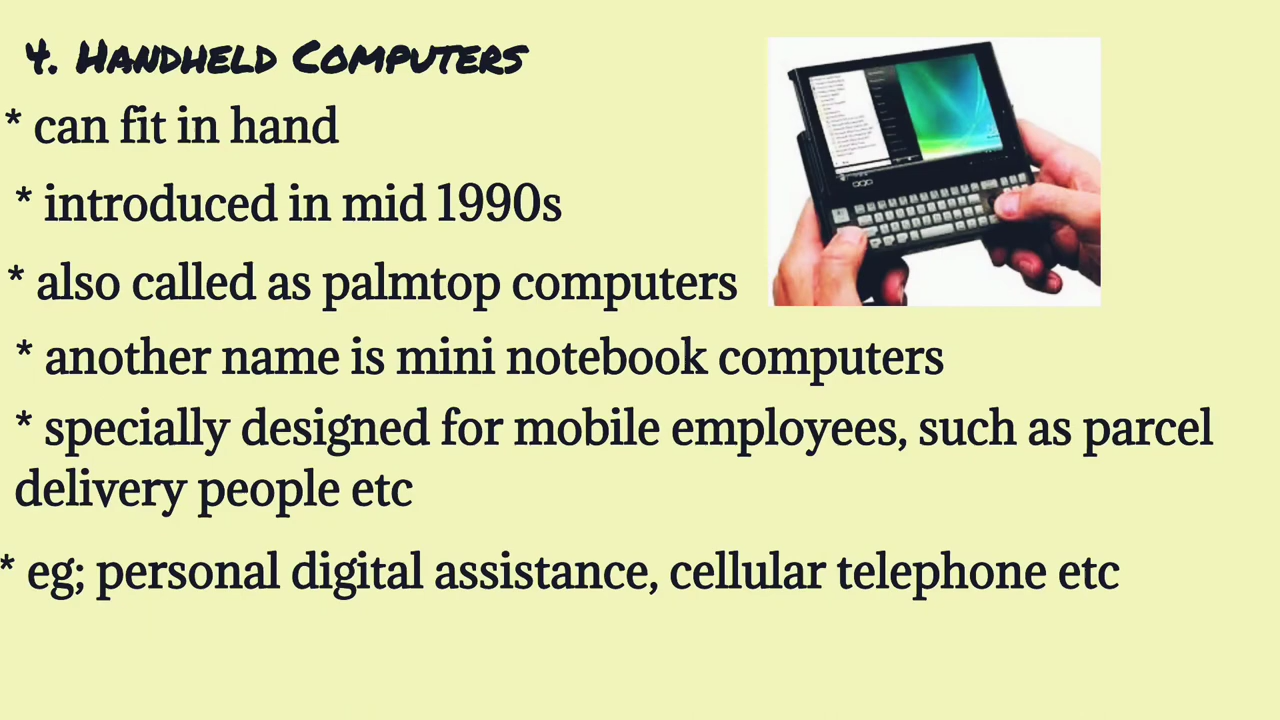 4. Handheld Computers
* can fit in hand
* introduced in mid 1990s
* also called as palmtop computers
* another name is mini notebook computers
* specially designed for mobile employees, such as parcel
delivery people etc
* eg; personal digital assistance, cellular telephone etc